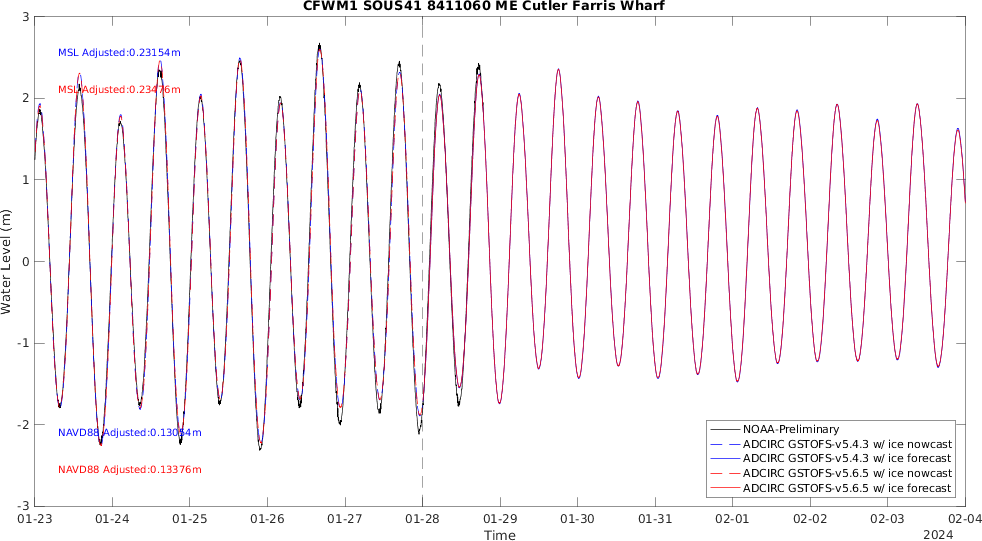 CFWM1 SOUS41 8411060 ME Cutler Farris Wharf
3
2
1
0
-1
-2
-3
Water Level (m)
MSL Adjusted:0.23154m
MSL Adjusted:0.23476m
NAVD88 Adjusted:0.13054m
NAVD88 Adjusted:0.13376m
NOAA-Preliminary
ADCIRC GSTOFS-v5.4.3 w/ ice nowcast
ADCIRC GSTOFS-v5.4.3 w/ ice forecast
ADCIRC GSTOFS-v5.6.5 w/ ice nowcast
ADCIRC GSTOFS-v5.6.5 w/ ice forecast
01-23 01-24 01-25 01-26 01-27 01-28 01-29 01-30 01-31 02-01 02-02 02-03 02-04
Time
2024